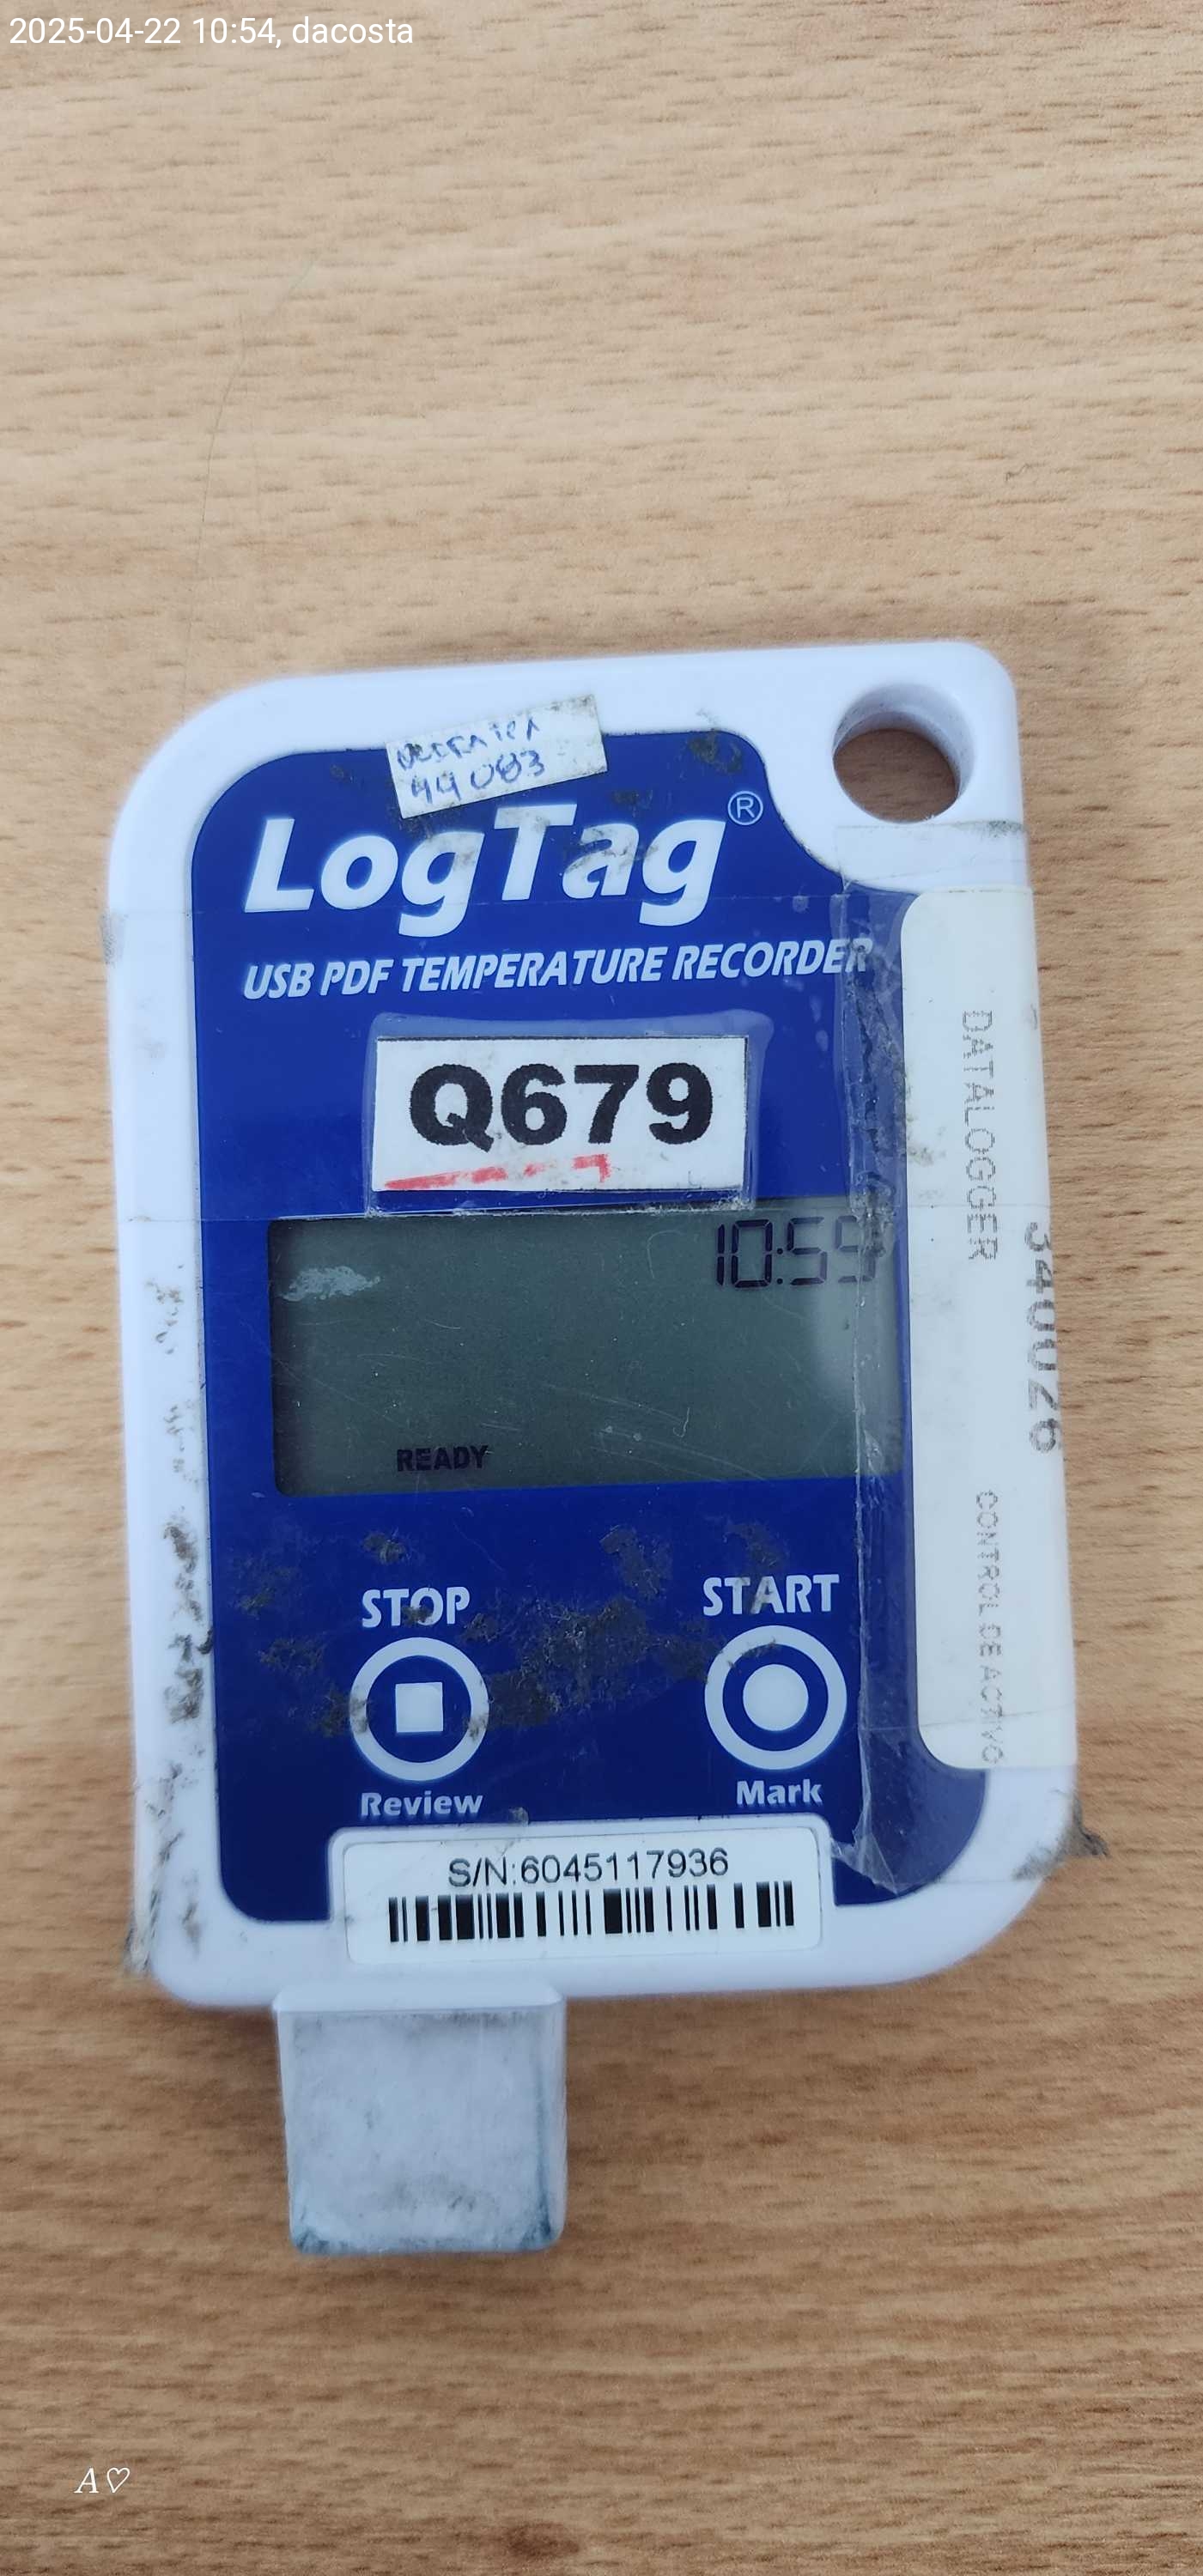 2025-04-22 10:54, dacosta
44083
LogTag®
USB PDF TEMPERATURE RECORDER
Q679
10:59
READY
STOP
START
Review
Mark
S/N:6045117936
DATALOGGER
340026
CONTROL DE ACTIVO
A♡